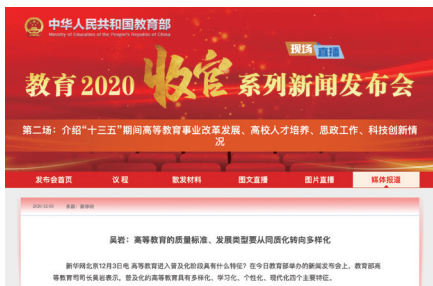 中华人民共和国教育部
Ministry of Education of the People's Republic of China
现场 直播
教育2020 收官 系列新闻发布会
第二场：介绍“十三五”期间高等教育事业改革发展、高校人才培养、思政工作、科技创新情
况
发布会首页 议程 散发材料 图文直播 图片直播 媒体报道
2020-12-03 来源：新华网
吴岩：高等教育的质量标准、发展类型要从同质化转向多样化
新华网北京12月3日电 高等教育进入普及化阶段具有什么特征？在今日教育部举办的新闻发布会上，教育部高
等教育司司长吴岩表示。普及化的高等教育具有多样化、学习化、个性化、现代化四个主要特征。